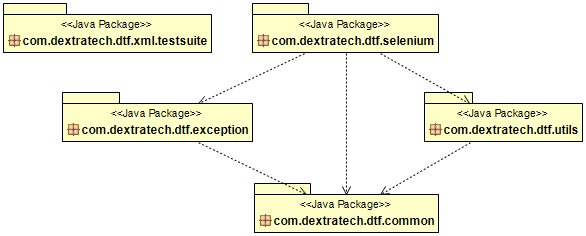 <<Java Package>>
com.dextratech.dtf.xml.testsuite
<<Java Package>>
com.dextratech.dtf.selenium
<<Java Package>>
com.dextratech.dtf.exception
<<Java Package>>
com.dextratech.dtf.utils
<<Java Package>>
com.dextratech.dtf.common